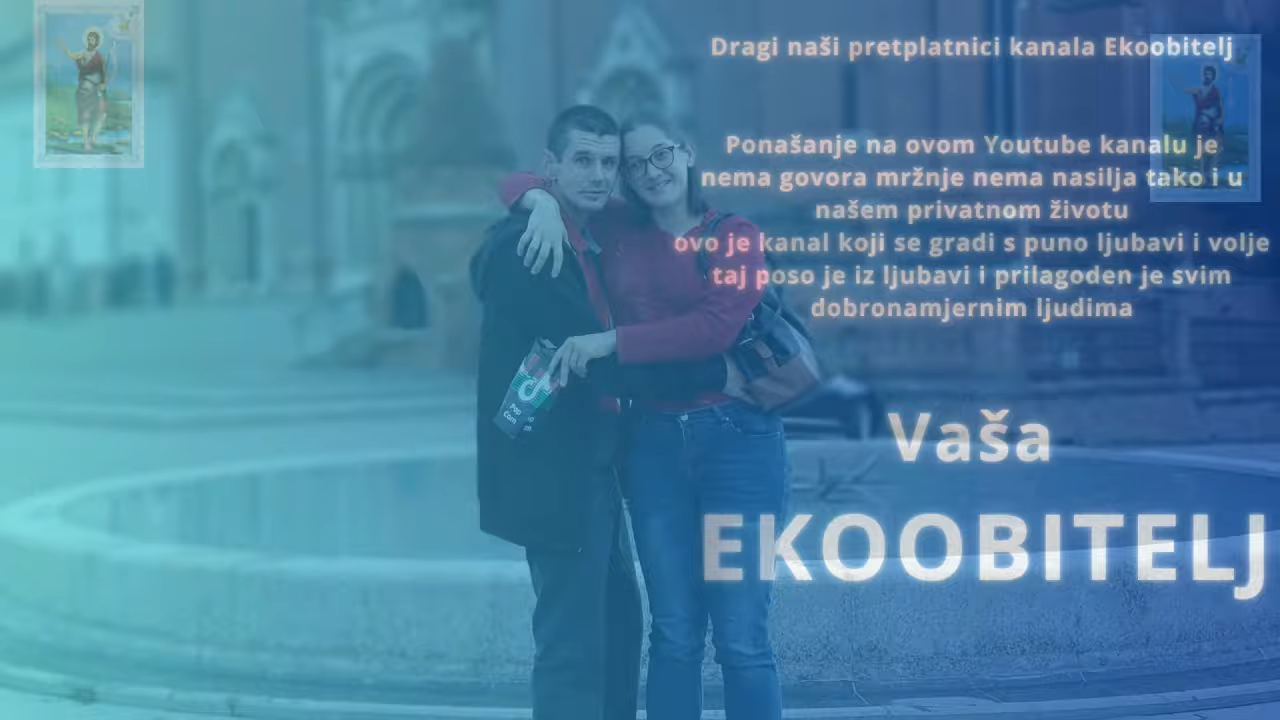 Dragi naši pretplatnici kanala Ekoobitelj
Ponašanje na ovom Youtube kanalu je
nema govora mržnje nema nasilja tako i u
našem privatnom životu
ovo je kanal koji se gradi s puno ljubavi i volje
taj poso je iz ljubavi i prilagođen je svim
dobronamjernim ljudima
Pop
Corn
Vaša
EKOOBITELJ